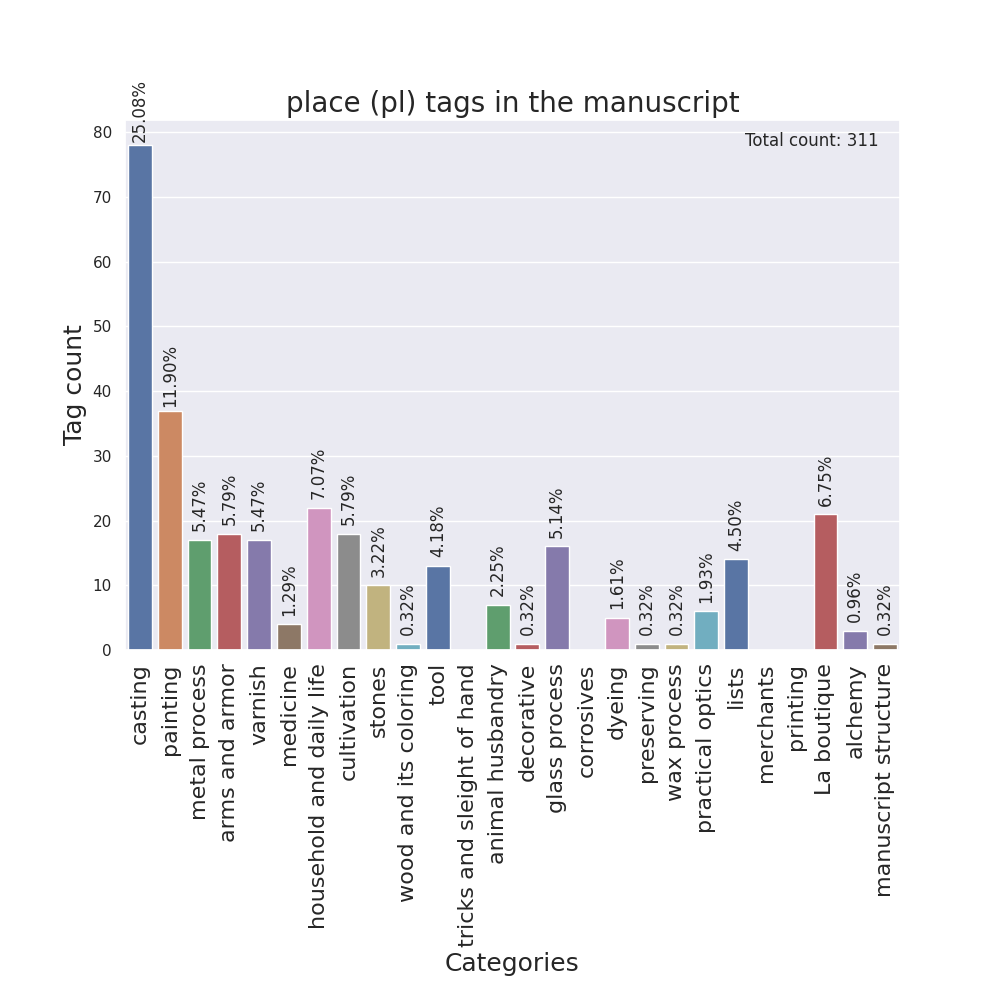 place (pl) tags in the manuscript
Total count: 311
Tag count
80
70
60
50
40
30
20
10
0
25.08%
11.90%
5.47%
5.79%
5.47%
1.29%
7.07%
5.79%
3.22%
0.32%
4.18%
2.25%
0.32%
5.14%
1.61%
0.32%
0.32%
1.93%
4.50%
6.75%
0.96%
0.32%
casting
painting
metal process
arms and armor
varnish
medicine
household and daily life
cultivation
stones
wood and its coloring
tool
tricks and sleight of hand
animal husbandry
decorative
glass process
corrosives
dyeing
preserving
wax process
practical optics
lists
merchants
printing
La boutique
alchemy
manuscript structure
Categories